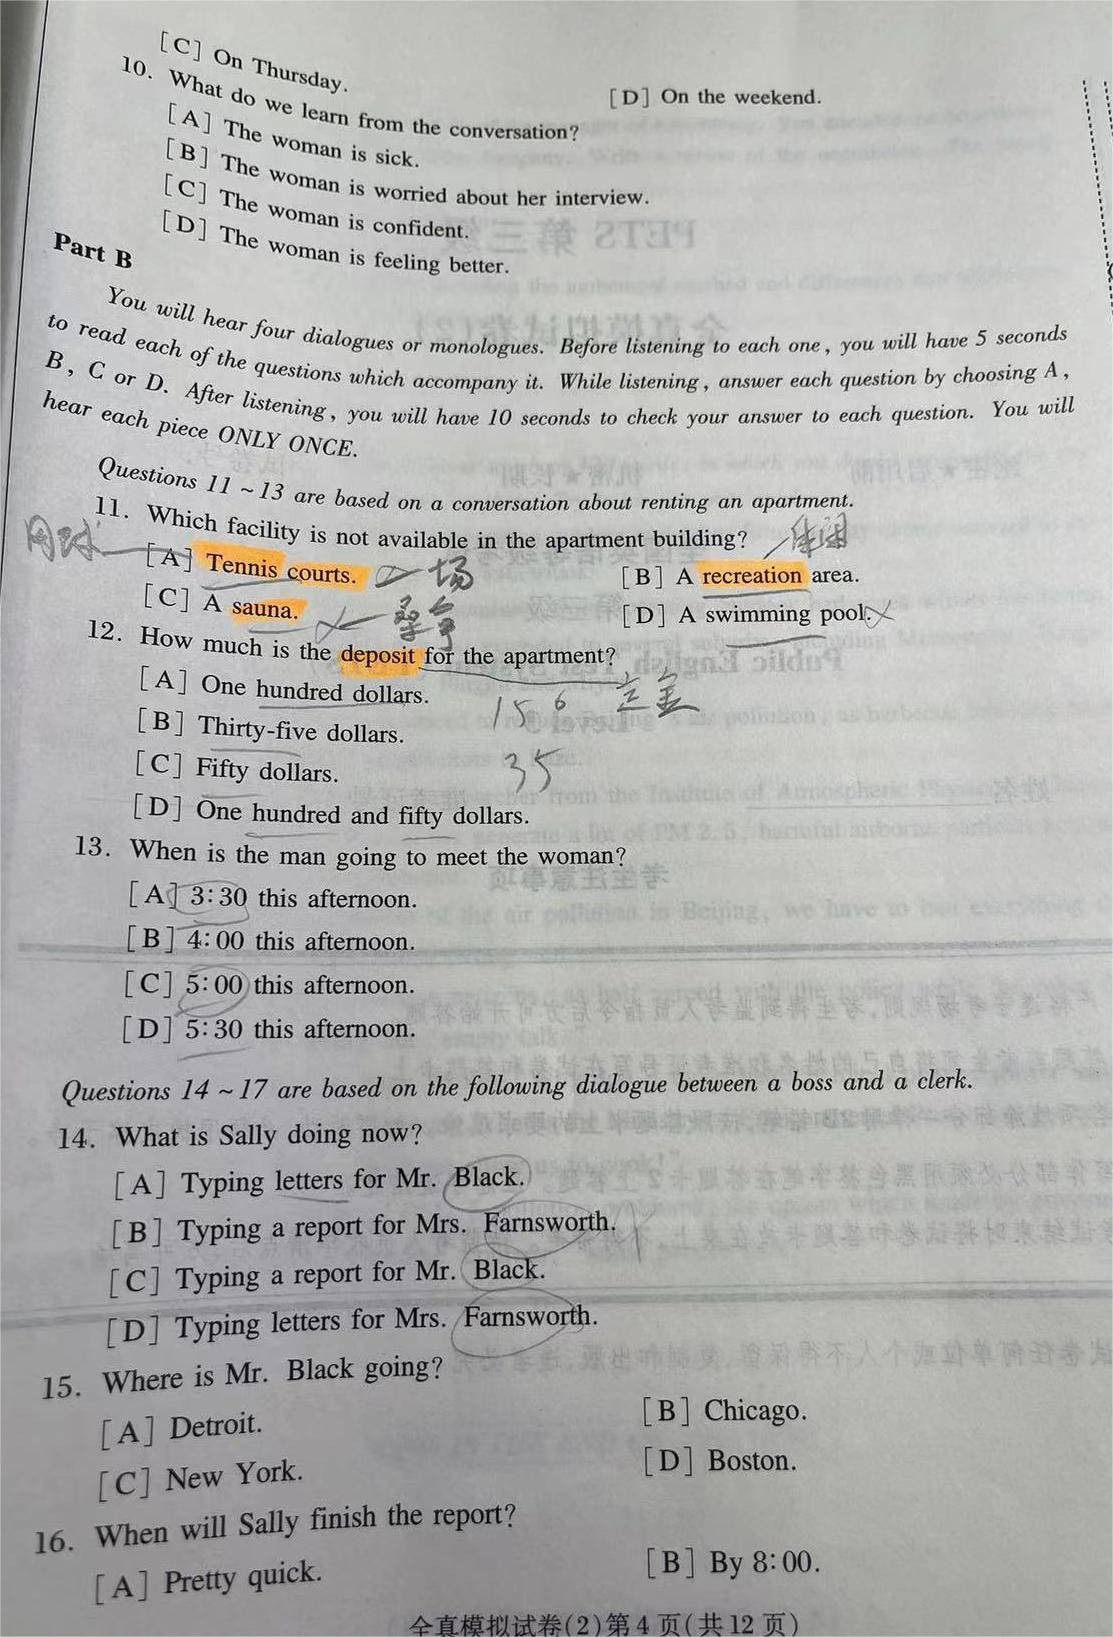 [C] On Thursday.
[D] On the weekend.
10. What do we learn from the conversation?
[A] The woman is sick.
[B] The woman is worried about her interview.
[C] The woman is confident.
[D] The woman is feeling better.
Part B
You will hear four dialogues or monologues. Before listening to each one, you will have 5 seconds
to read each of the questions which accompany it. While listening, answer each question by choosing A,
B, C or D. After listening, you will have 10 seconds to check your answer to each question. You will
hear each piece ONLY ONCE.
Questions 11 ~ 13 are based on a conversation about renting an apartment.
11. Which facility is not available in the apartment building?
网球
[A] Tennis courts.
场
休闲
[B] A recreation area.
[C] A sauna.
桑拿
[D] A swimming pool.
12. How much is the deposit for the apartment?
定金
[A] One hundred dollars.
150
[B] Thirty-five dollars.
[C] Fifty dollars.
35
[D] One hundred and fifty dollars.
13. When is the man going to meet the woman?
[A] 3:30 this afternoon.
[B] 4:00 this afternoon.
[C] 5:00 this afternoon.
[D] 5:30 this afternoon.
Questions 14 ~ 17 are based on the following dialogue between a boss and a clerk.
14. What is Sally doing now?
[A] Typing letters for Mr. Black.
[B] Typing a report for Mrs. Farnsworth.
[C] Typing a report for Mr. Black.
[D] Typing letters for Mrs. Farnsworth.
15. Where is Mr. Black going?
[A] Detroit.
[B] Chicago.
[C] New York.
[D] Boston.
16. When will Sally finish the report?
[A] Pretty quick.
[B] By 8:00.
全真模拟试卷(2)第 4 页(共 12 页)